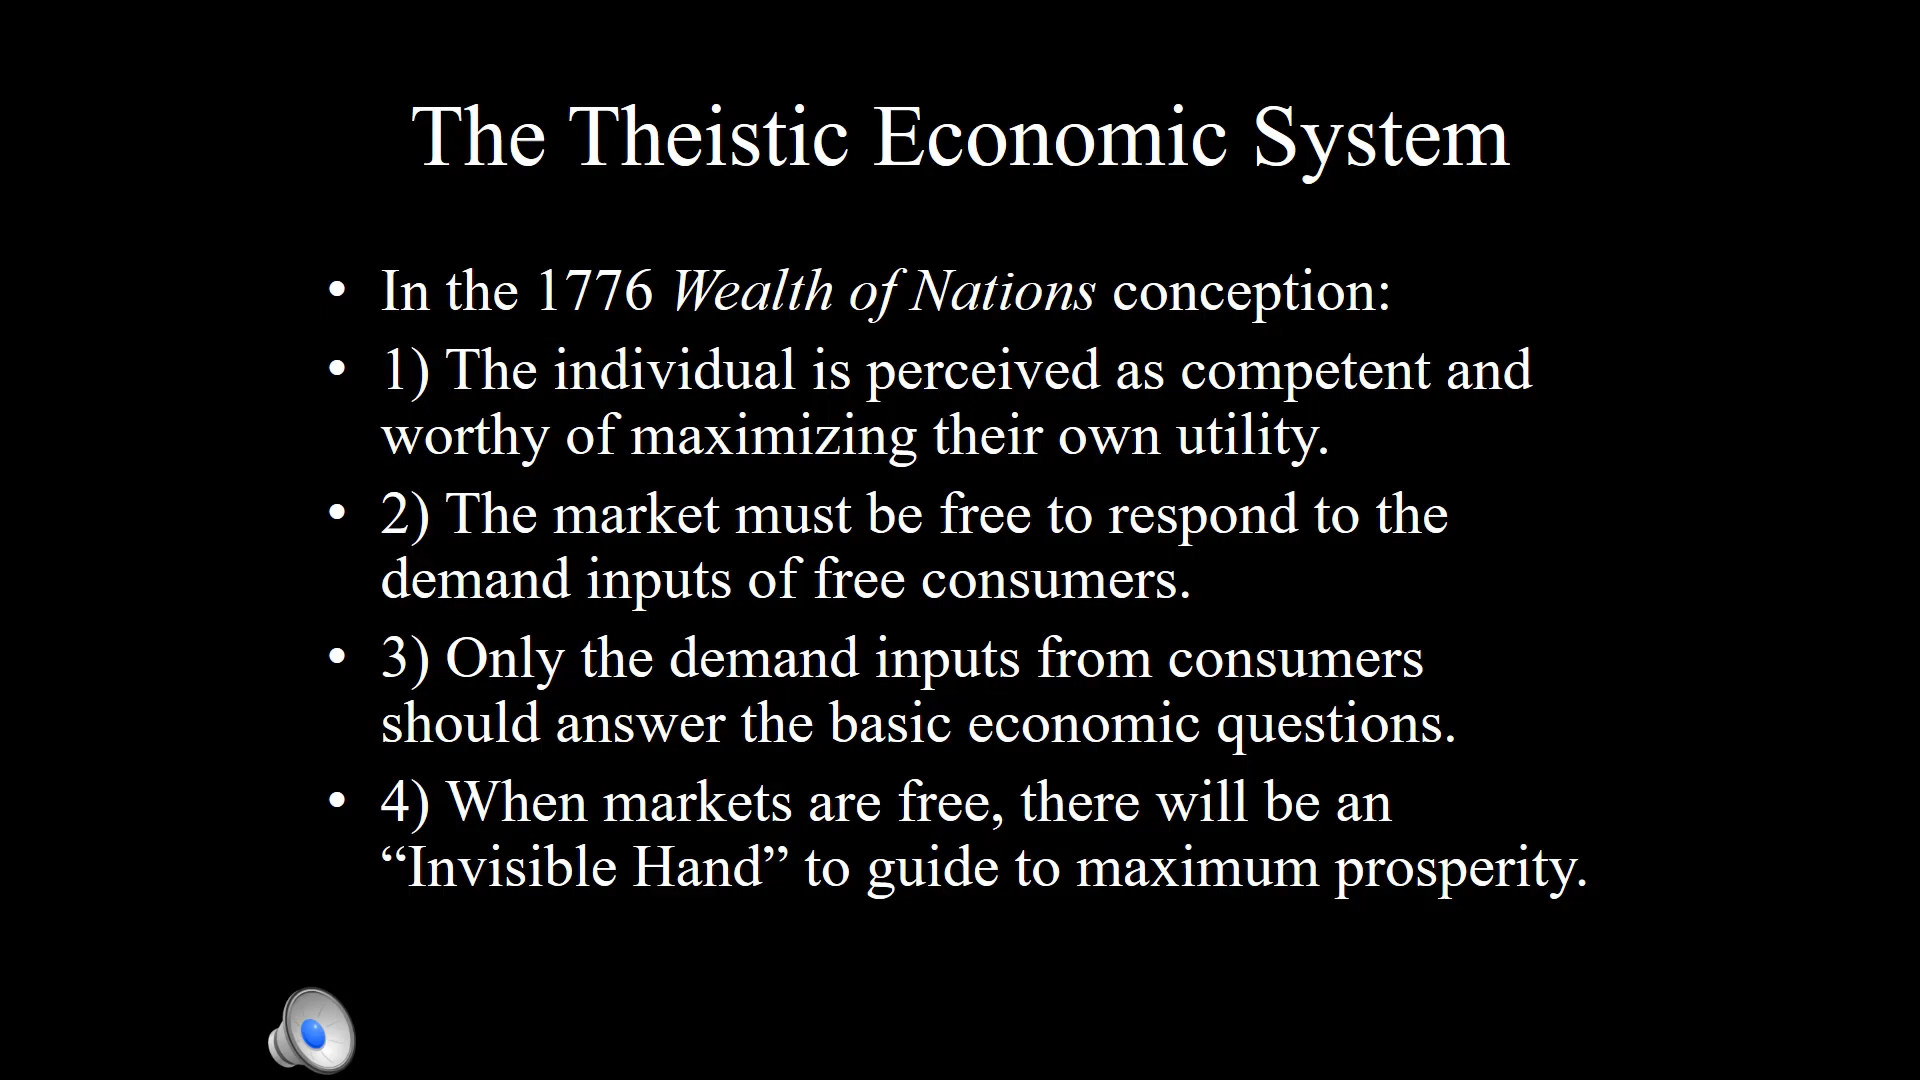 The Theistic Economic System
• In the 1776 Wealth of Nations conception:
• 1) The individual is perceived as competent and
worthy of maximizing their own utility.
• 2) The market must be free to respond to the
demand inputs of free consumers.
• 3) Only the demand inputs from consumers
should answer the basic economic questions.
• 4) When markets are free, there will be an
“Invisible Hand” to guide to maximum prosperity.